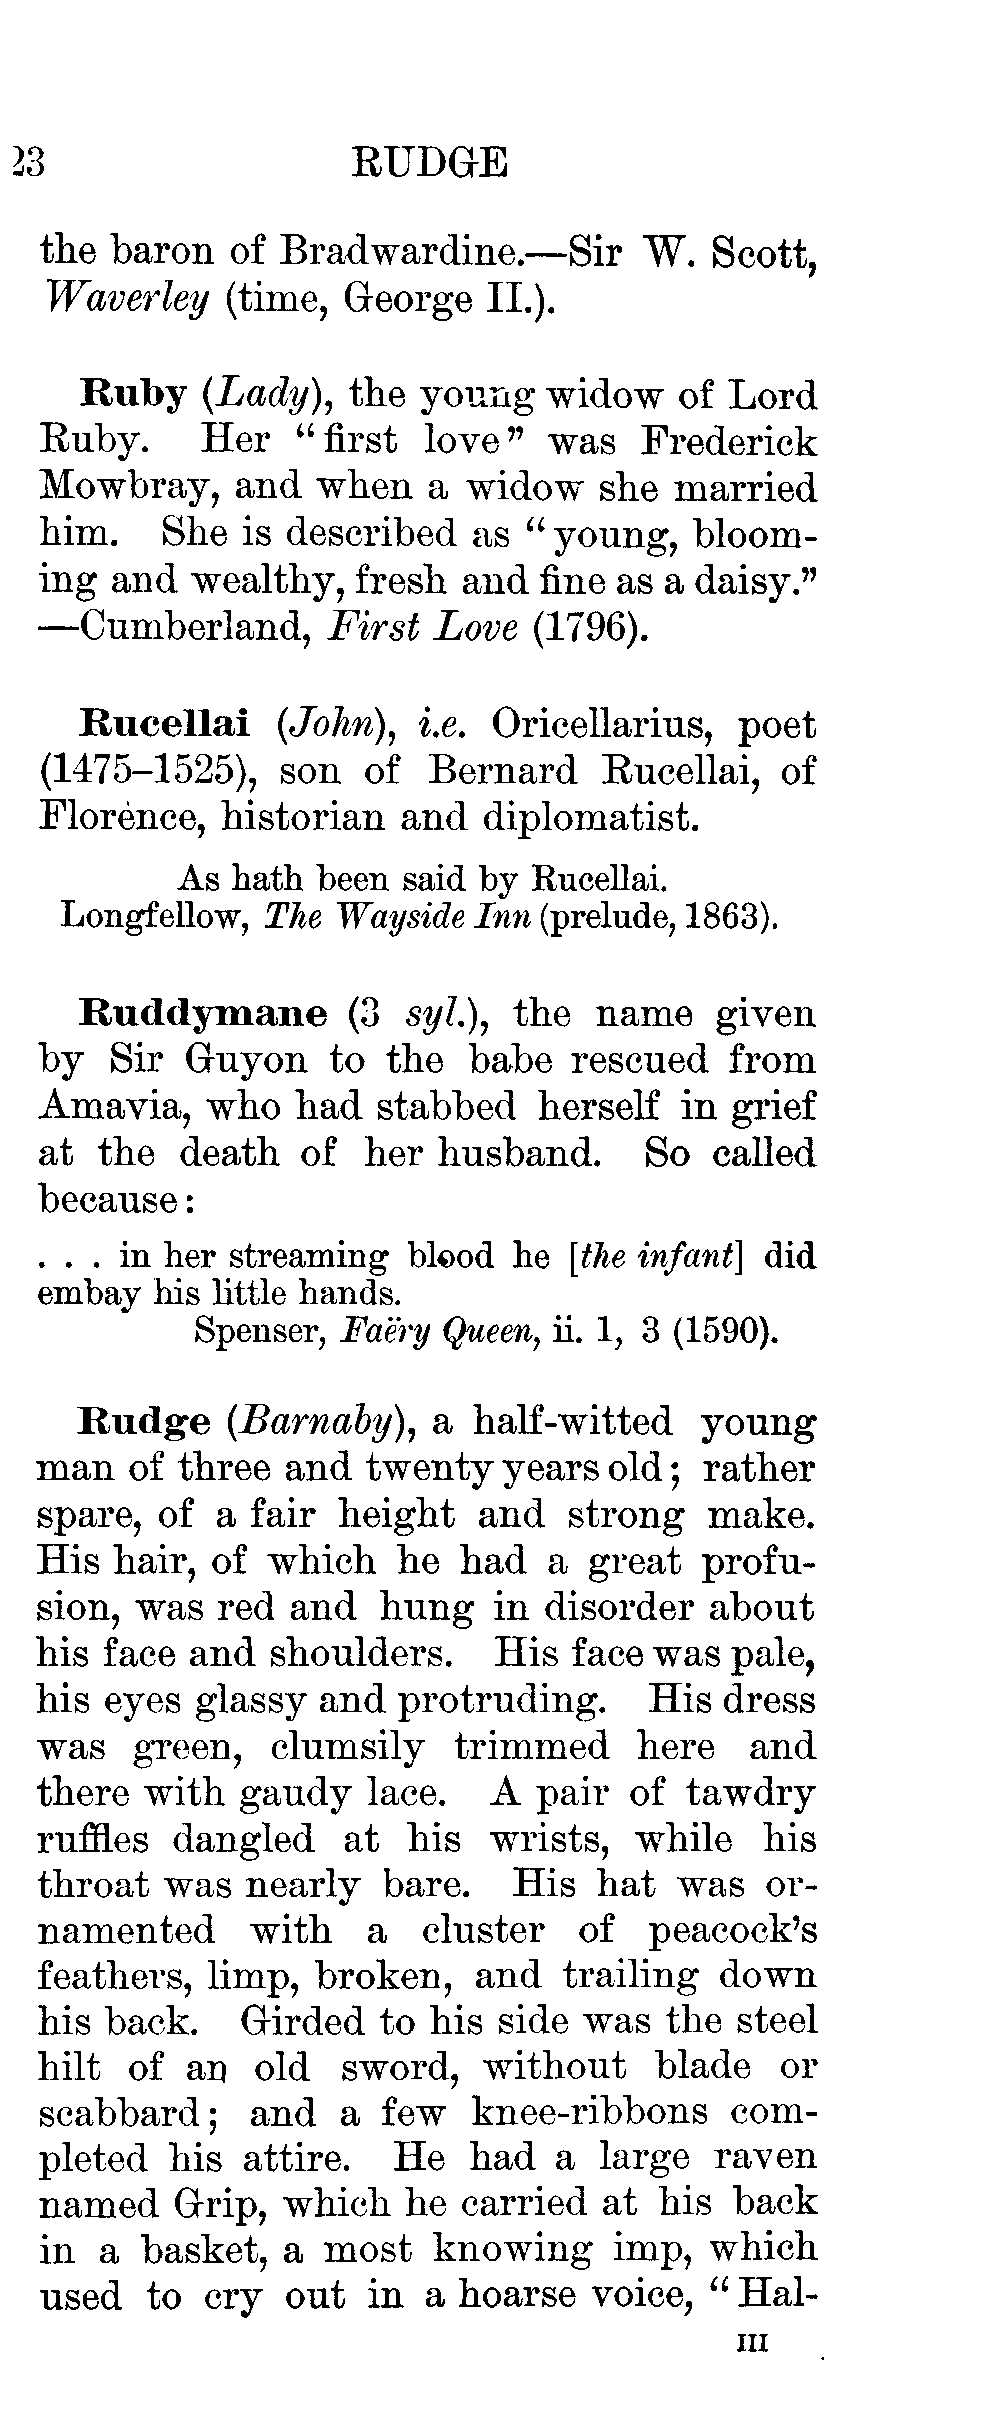 23 RUDGE
the baron of Bradwardine.—Sir W. Scott,
Waverley (time, George II.).
Ruby (Lady), the young widow of Lord
Ruby. Her “first love” was Frederick
Mowbray, and when a widow she married
him. She is described as “young, bloom-
ing and wealthy, fresh and fine as a daisy.”
—Cumberland, First Love (1796).
Rucellai (John), i.e. Oricellarius, poet
(1475–1525), son of Bernard Rucellai, of
Florence, historian and diplomatist.
As hath been said by Rucellai.
Longfellow, The Wayside Inn (prelude, 1863).
Ruddymane (3 syl.), the name given
by Sir Guyon to the babe rescued from
Amavia, who had stabbed herself in grief
at the death of her husband. So called
because:
. . . in her streaming blood he [the infant] did
embay his little hands.
Spenser, Faëry Queen, ii. 1, 3 (1590).
Rudge (Barnaby), a half-witted young
man of three and twenty years old; rather
spare, of a fair height and strong make.
His hair, of which he had a great profu-
sion, was red and hung in disorder about
his face and shoulders. His face was pale,
his eyes glassy and protruding. His dress
was green, clumsily trimmed here and
there with gaudy lace. A pair of tawdry
ruffles dangled at his wrists, while his
throat was nearly bare. His hat was or-
namented with a cluster of peacock’s
feathers, limp, broken, and trailing down
his back. Girded to his side was the steel
hilt of an old sword, without blade or
scabbard; and a few knee-ribbons com-
pleted his attire. He had a large raven
named Grip, which he carried at his back
in a basket, a most knowing imp, which
used to cry out in a hoarse voice, “Hal-
III